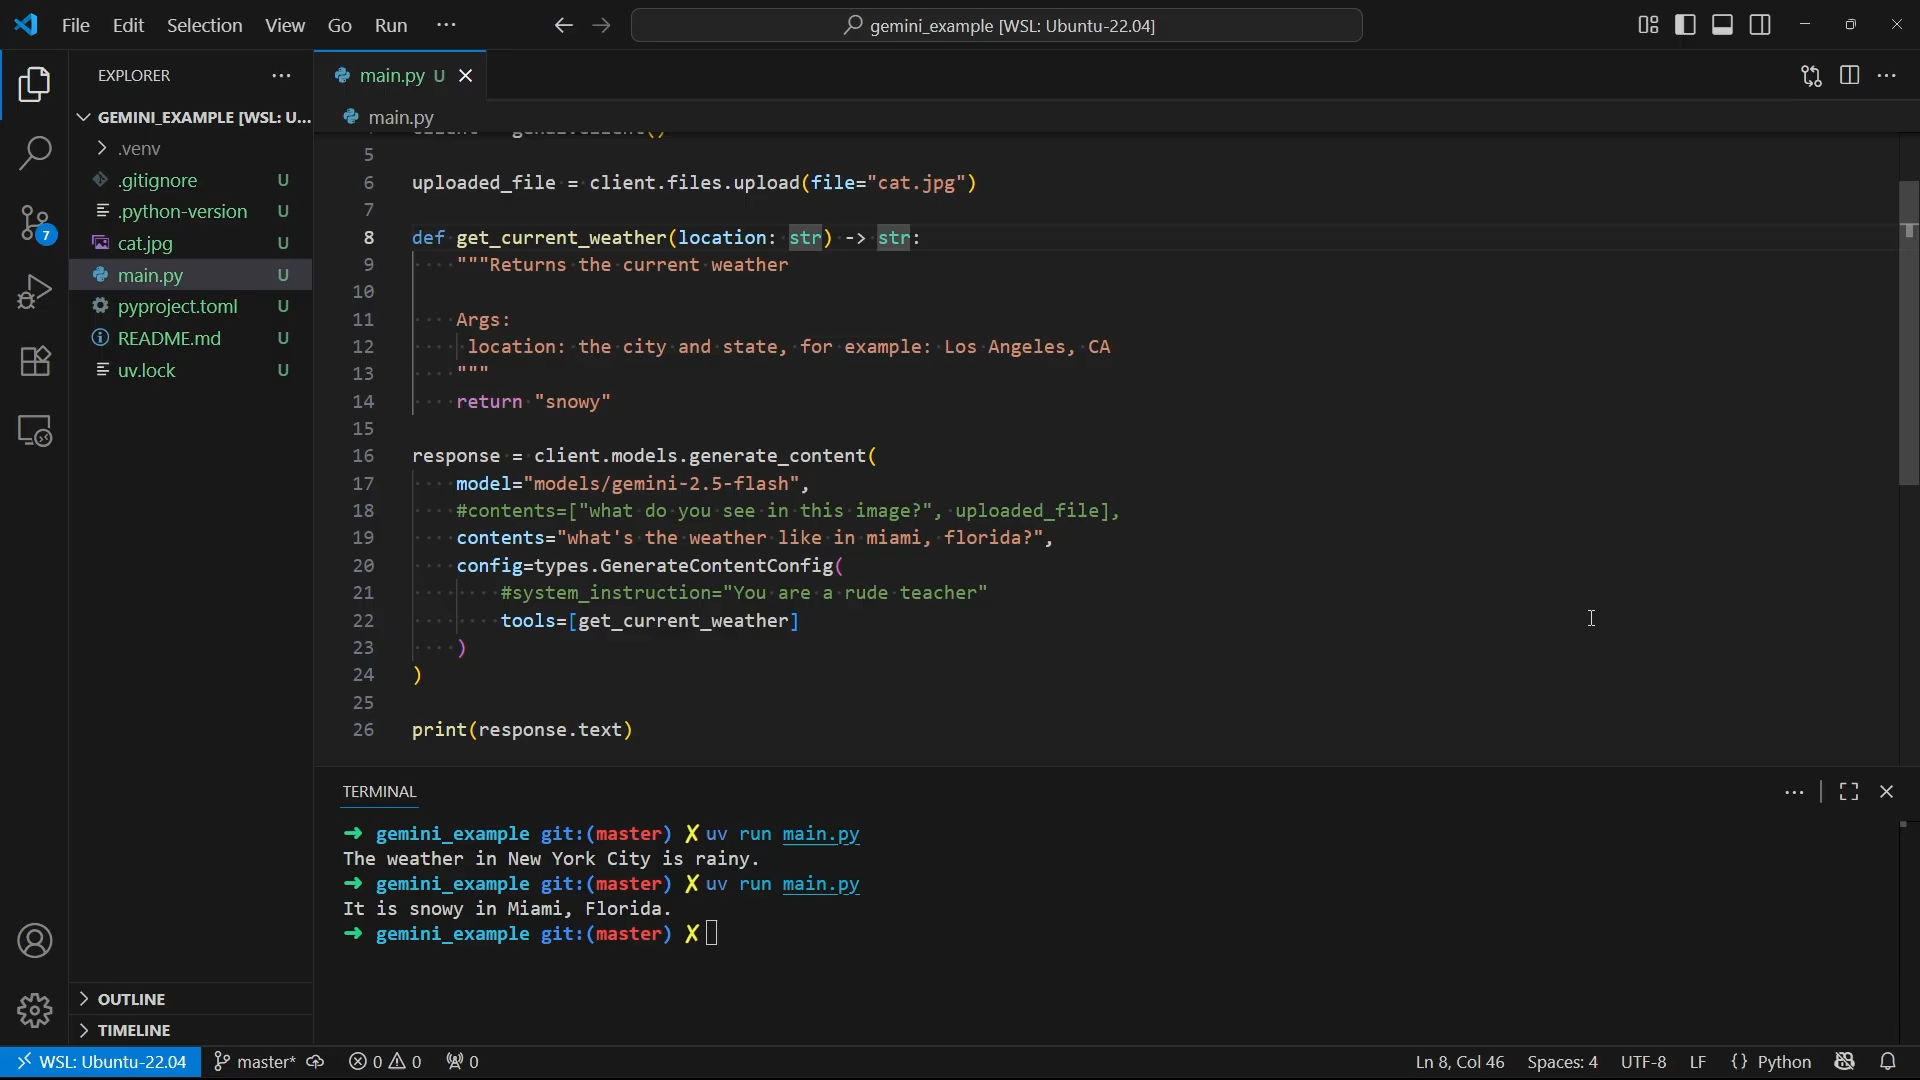 File Edit Selection View Go Run ···
gemini_example [WSL: Ubuntu-22.04]
EXPLORER
GEMINI_EXAMPLE [WSL: U...
.venv
.gitignore U
.python-version U
cat.jpg U
main.py U
pyproject.toml U
README.md U
uv.lock U
OUTLINE
TIMELINE
7
main.py U
main.py
5
6 uploaded_file = client.files.upload(file="cat.jpg")
7
8 def get_current_weather(location: str) -> str:
9 """Returns the current weather
10
11 Args:
12 location: the city and state, for example: Los Angeles, CA
13 """
14 return "snowy"
15
16 response = client.models.generate_content(
17 model="models/gemini-2.5-flash",
18 #contents=["what do you see in this image?", uploaded_file],
19 contents="what's the weather like in miami, florida?",
20 config=types.GenerateContentConfig(
21 #system_instruction="You are a rude teacher"
22 tools=[get_current_weather]
23 )
24 )
25
26 print(response.text)
TERMINAL
➜ gemini_example git:(master) ✗ uv run main.py
The weather in New York City is rainy.
➜ gemini_example git:(master) ✗ uv run main.py
It is snowy in Miami, Florida.
➜ gemini_example git:(master) ✗
WSL: Ubuntu-22.04 master* 0 0 0 Ln 8, Col 46 Spaces: 4 UTF-8 LF {} Python